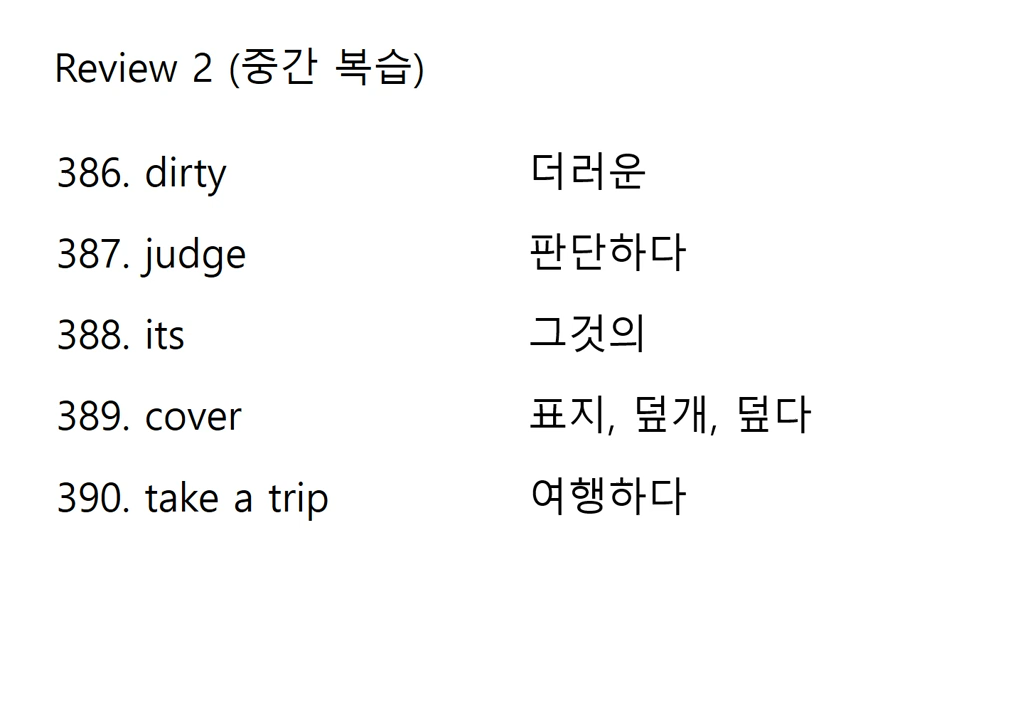 Review 2 (중간 복습)
386. dirty 더러운
387. judge 판단하다
388. its 그것의
389. cover 표지, 덮개, 덮다
390. take a trip 여행하다